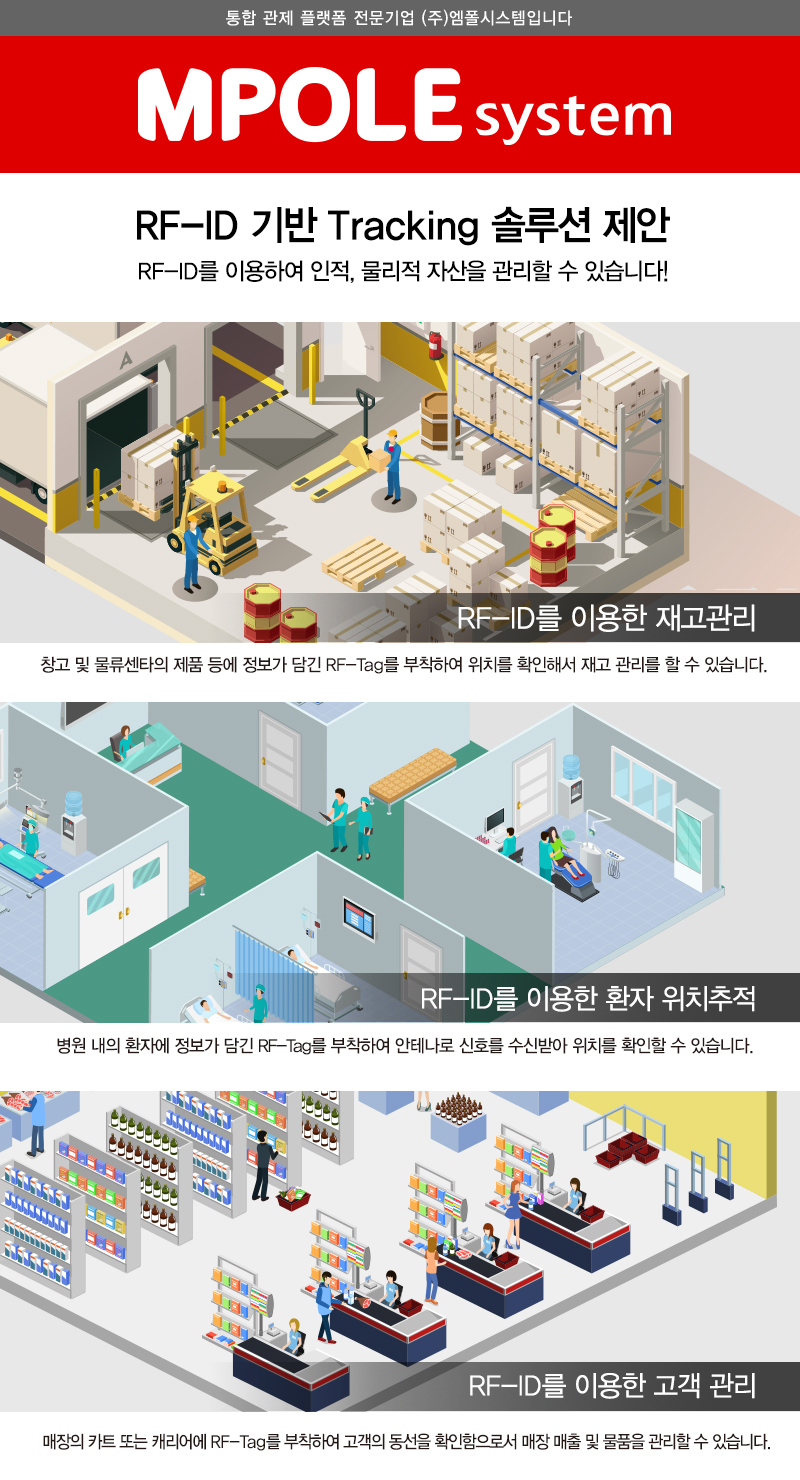 통합 관제 플랫폼 전문기업 (주)엠폴시스템입니다
MPOLE system
RF-ID 기반 Tracking 솔루션 제안
RF-ID를 이용하여 인적, 물리적 자산을 관리할 수 있습니다!
A
RF-ID를 이용한 재고관리
창고 및 물류센타의 제품 등에 정보가 담긴 RF-Tag를 부착하여 위치를 확인해서 재고 관리를 할 수 있습니다.
RF-ID를 이용한 환자 위치추적
병원 내의 환자에 정보가 담긴 RF-Tag를 부착하여 안테나로 신호를 수신받아 위치를 확인할 수 있습니다.
RF-ID를 이용한 고객 관리
매장의 카트 또는 캐리어에 RF-Tag를 부착하여 고객의 동선을 확인함으로서 매장 매출 및 물품을 관리할 수 있습니다.